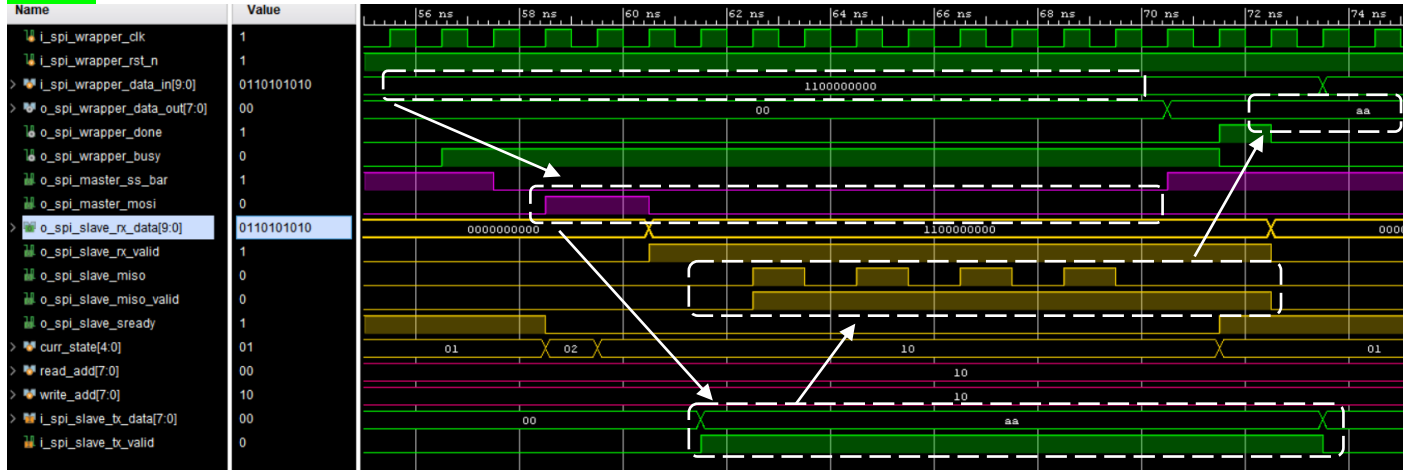 Name Value
56 ns 58 ns 60 ns 62 ns 64 ns 66 ns 68 ns 70 ns 72 ns 74 ns
i_spi_wrapper_clk 1
i_spi_wrapper_rst_n 1
i_spi_wrapper_data_in[9:0] 0110101010 1100000000
o_spi_wrapper_data_out[7:0] 00 00 aa
o_spi_wrapper_done 1
o_spi_wrapper_busy 0
o_spi_master_ss_bar 1
o_spi_master_mosi 0
o_spi_slave_rx_data[9:0] 0110101010 0000000000 1100000000 0000
o_spi_slave_rx_valid 1
o_spi_slave_miso 0
o_spi_slave_miso_valid 0
o_spi_slave_sready 1
curr_state[4:0] 01 01 02 10 01
read_add[7:0] 00 10
write_add[7:0] 10 10
i_spi_slave_tx_data[7:0] 00 00 aa
i_spi_slave_tx_valid 0